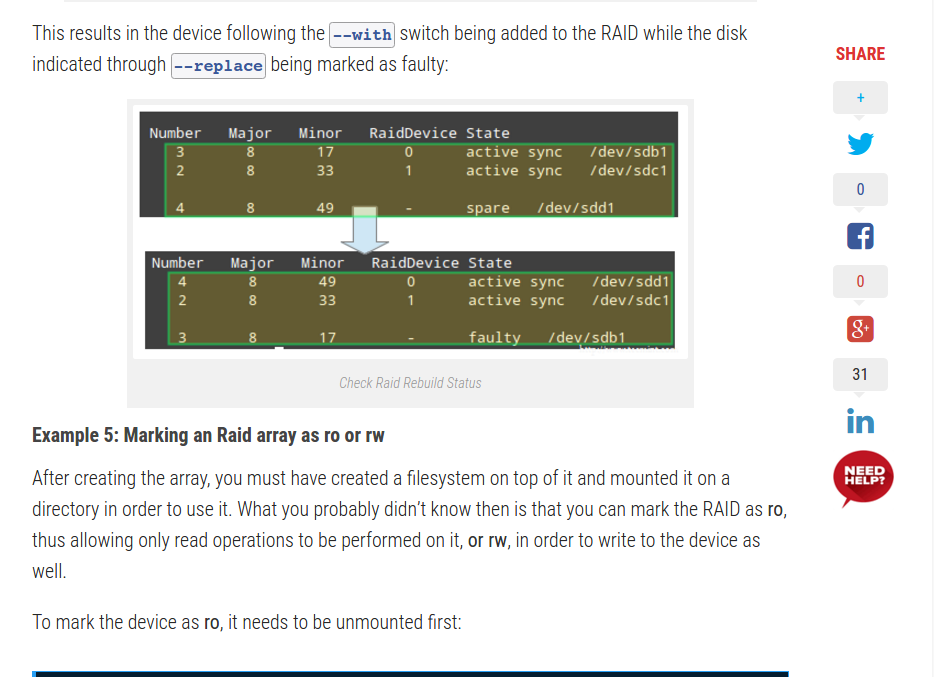 This results in the device following the --with switch being added to the RAID while the disk
indicated through --replace being marked as faulty:
Number Major Minor RaidDevice State
3 8 17 0 active sync /dev/sdb1
2 8 33 1 active sync /dev/sdc1
4 8 49 - spare /dev/sdd1
Number Major Minor RaidDevice State
4 8 49 0 active sync /dev/sdd1
2 8 33 1 active sync /dev/sdc1
3 8 17 - faulty /dev/sdb1
Check Raid Rebuild Status
Example 5: Marking an Raid array as ro or rw
After creating the array, you must have created a filesystem on top of it and mounted it on a
directory in order to use it. What you probably didn't know then is that you can mark the RAID as ro,
thus allowing only read operations to be performed on it, or rw, in order to write to the device as
well.
To mark the device as ro, it needs to be unmounted first:
SHARE
+
0
f
0
g+
31
in
NEED
HELP?